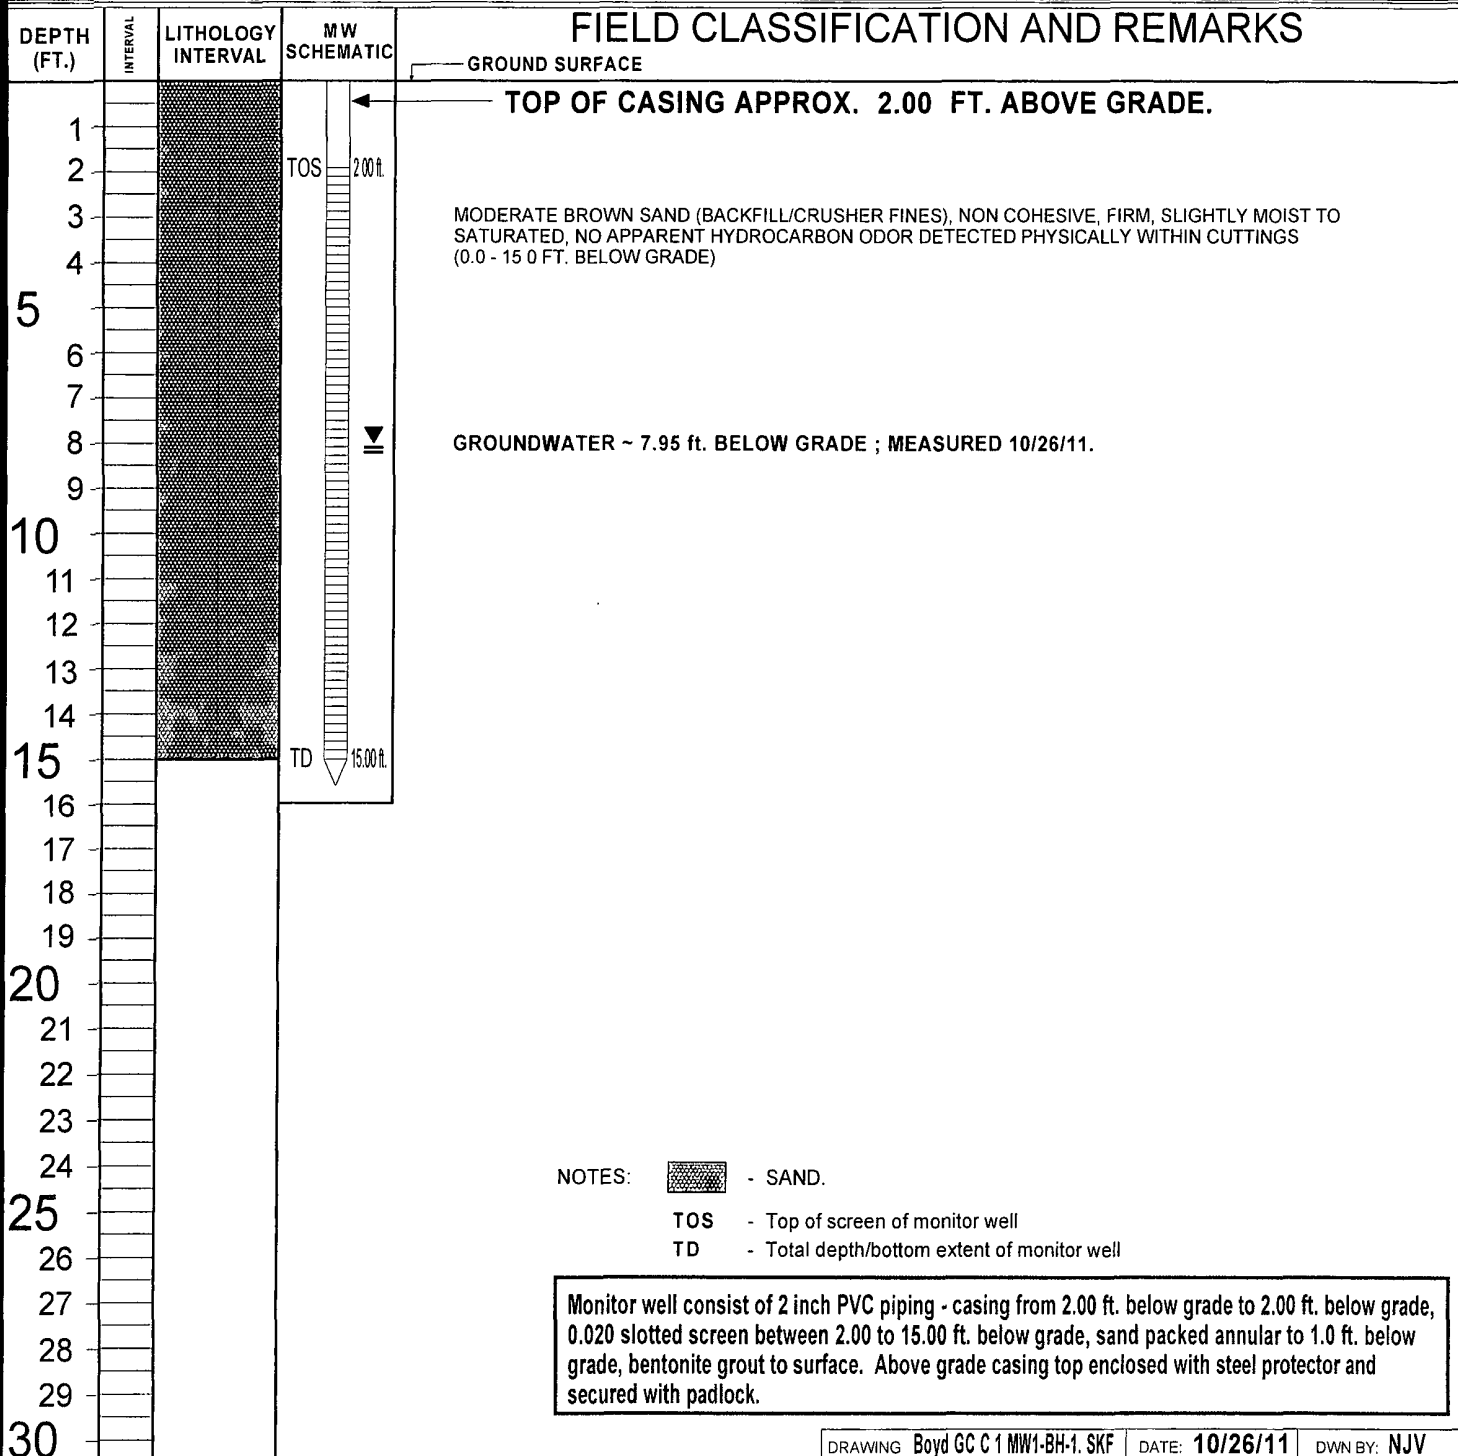 DEPTH (FT.)
INTERVAL
LITHOLOGY INTERVAL
MW SCHEMATIC
FIELD CLASSIFICATION AND REMARKS
GROUND SURFACE
TOP OF CASING APPROX. 2.00 FT. ABOVE GRADE.
1
2
TOS 2.00 ft.
3
MODERATE BROWN SAND (BACKFILL/CRUSHER FINES), NON COHESIVE, FIRM, SLIGHTLY MOIST TO
SATURATED, NO APPARENT HYDROCARBON ODOR DETECTED PHYSICALLY WITHIN CUTTINGS
(0.0 - 15 0 FT. BELOW GRADE)
4
5
6
7
8
GROUNDWATER ~ 7.95 ft. BELOW GRADE ; MEASURED 10/26/11.
9
10
11
12
13
14
15
TD 15.00 ft.
16
17
18
19
20
21
22
23
24
25
26
27
28
29
30
NOTES: - SAND.
TOS - Top of screen of monitor well
TD - Total depth/bottom extent of monitor well
Monitor well consist of 2 inch PVC piping - casing from 2.00 ft. below grade to 2.00 ft. below grade,
0.020 slotted screen between 2.00 to 15.00 ft. below grade, sand packed annular to 1.0 ft. below
grade, bentonite grout to surface. Above grade casing top enclosed with steel protector and
secured with padlock.
DRAWING Boyd GC C 1 MW1-BH-1. SKF DATE: 10/26/11 DWN BY: NJV